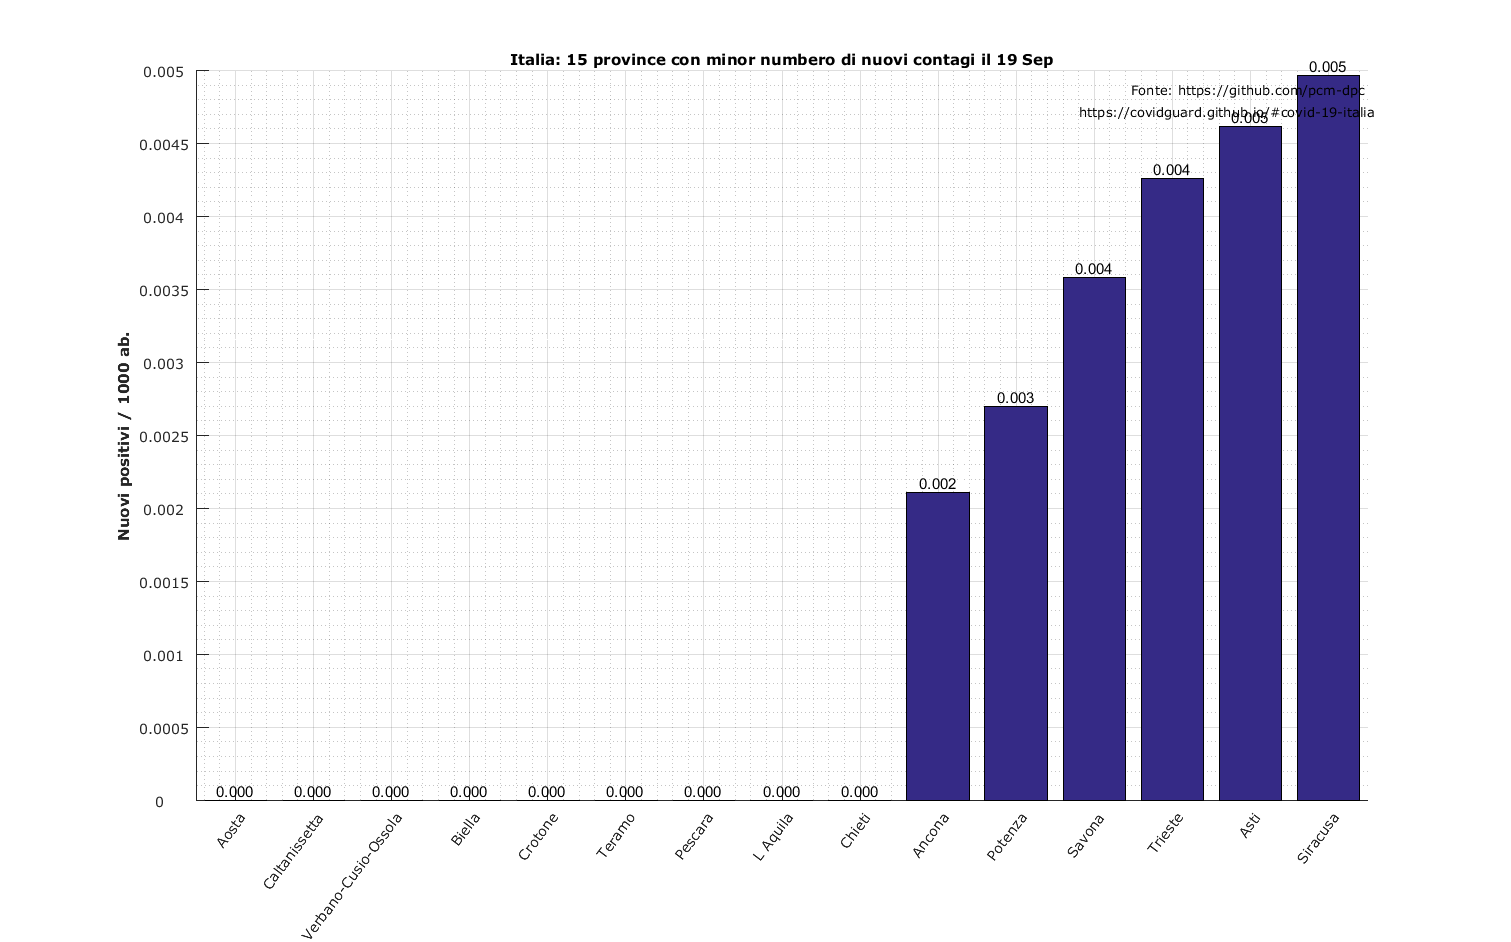 Italia: 15 province con minor numbero di nuovi contagi il 19 Sep
Fonte: https://github.com/pcm-dpc
https://covidguard.github.io/#covid-19-italia
Nuovi positivi / 1000 ab.
0.005
0.0045
0.004
0.0035
0.003
0.0025
0.002
0.0015
0.001
0.0005
0
0.000
0.000
0.000
0.000
0.000
0.000
0.000
0.000
0.000
0.002
0.003
0.004
0.004
0.005
0.005
Aosta
Caltanissetta
Verbano-Cusio-Ossola
Biella
Crotone
Teramo
Pescara
L Aquila
Chieti
Ancona
Potenza
Savona
Trieste
Asti
Siracusa